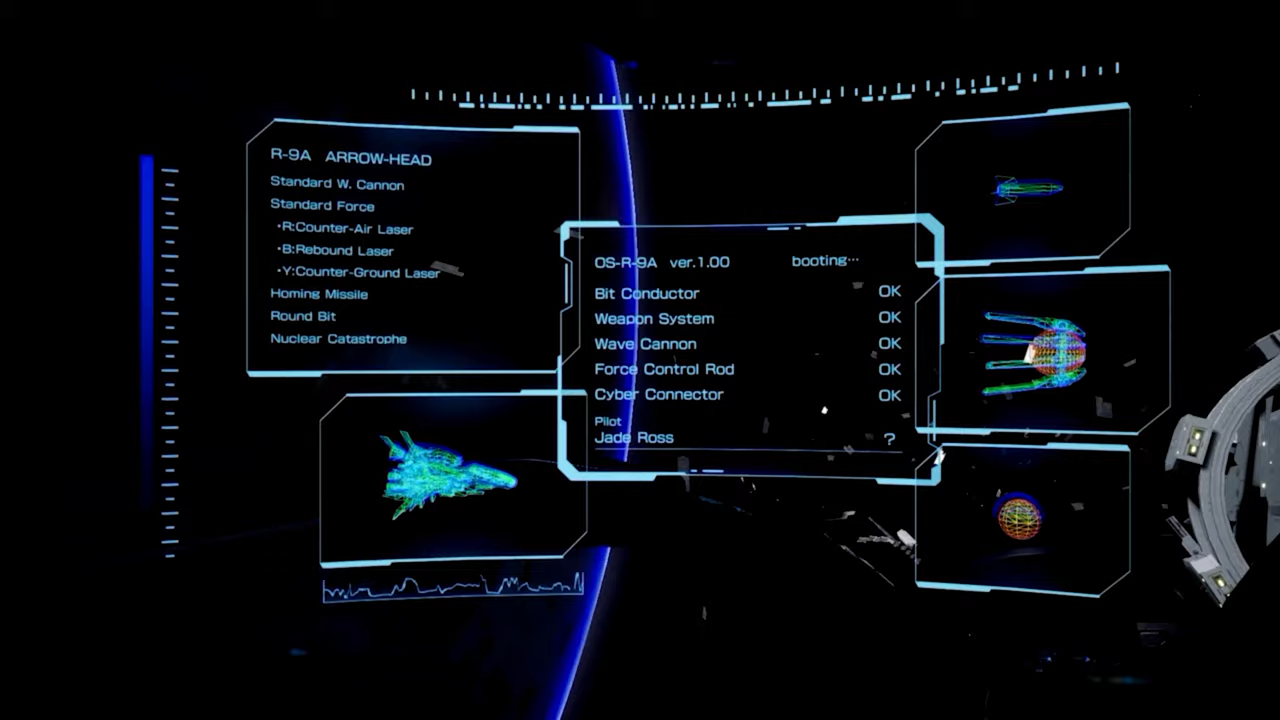 R-9A ARROW-HEAD
Standard W. Cannon
Standard Force
・R:Counter-Air Laser
・B:Rebound Laser
・Y:Counter-Ground Laser
Homing Missile
Round Bit
Nuclear Catastrophe
OS-R-9A ver.1.00 booting…
Bit Conductor OK
Weapon System OK
Wave Cannon OK
Force Control Rod OK
Cyber Connector OK
Pilot
Jade Ross ?